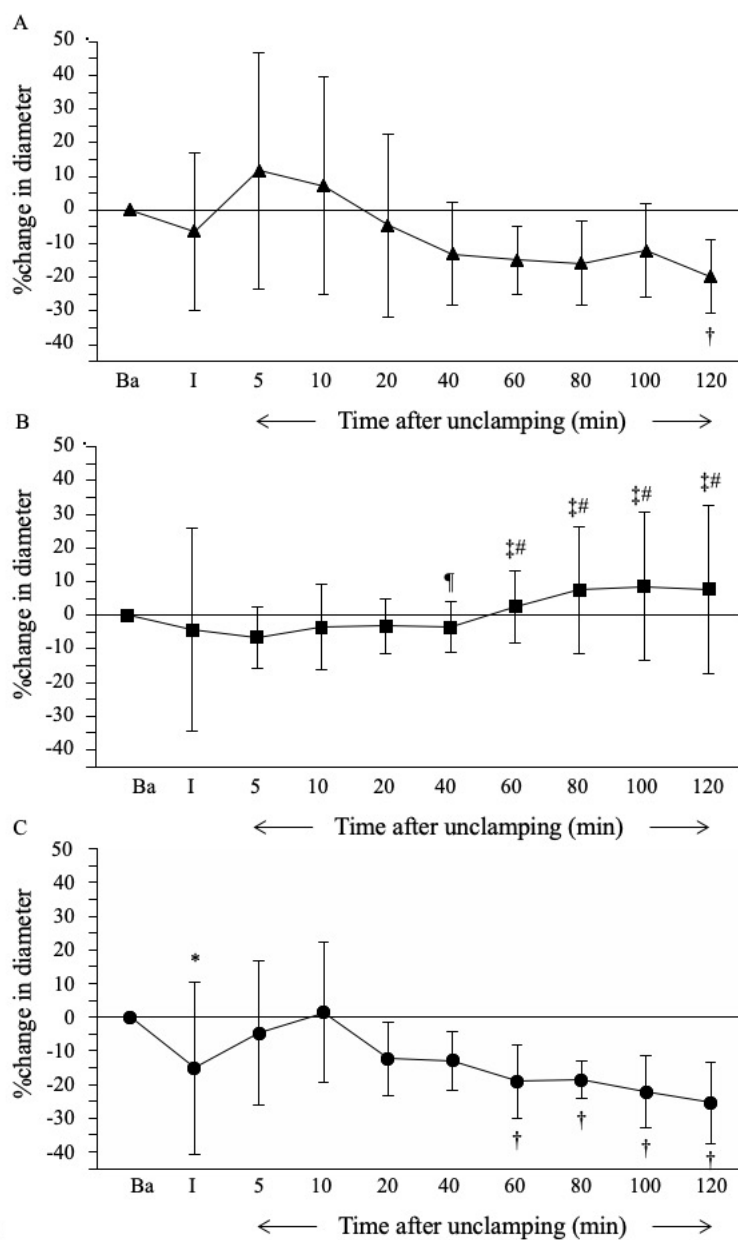 A
50
40
30
20
10
0
-10
-20
-30
-40
%change in diameter
†
Ba I 5 10 20 40 60 80 100 120
Time after unclamping (min)
B
50
40
30
20
10
0
-10
-20
-30
-40
%change in diameter
¶ ‡# ‡# ‡# ‡#
Ba I 5 10 20 40 60 80 100 120
Time after unclamping (min)
C
50
40
30
20
10
0
-10
-20
-30
-40
%change in diameter
*
† † † †
Ba I 5 10 20 40 60 80 100 120
Time after unclamping (min)